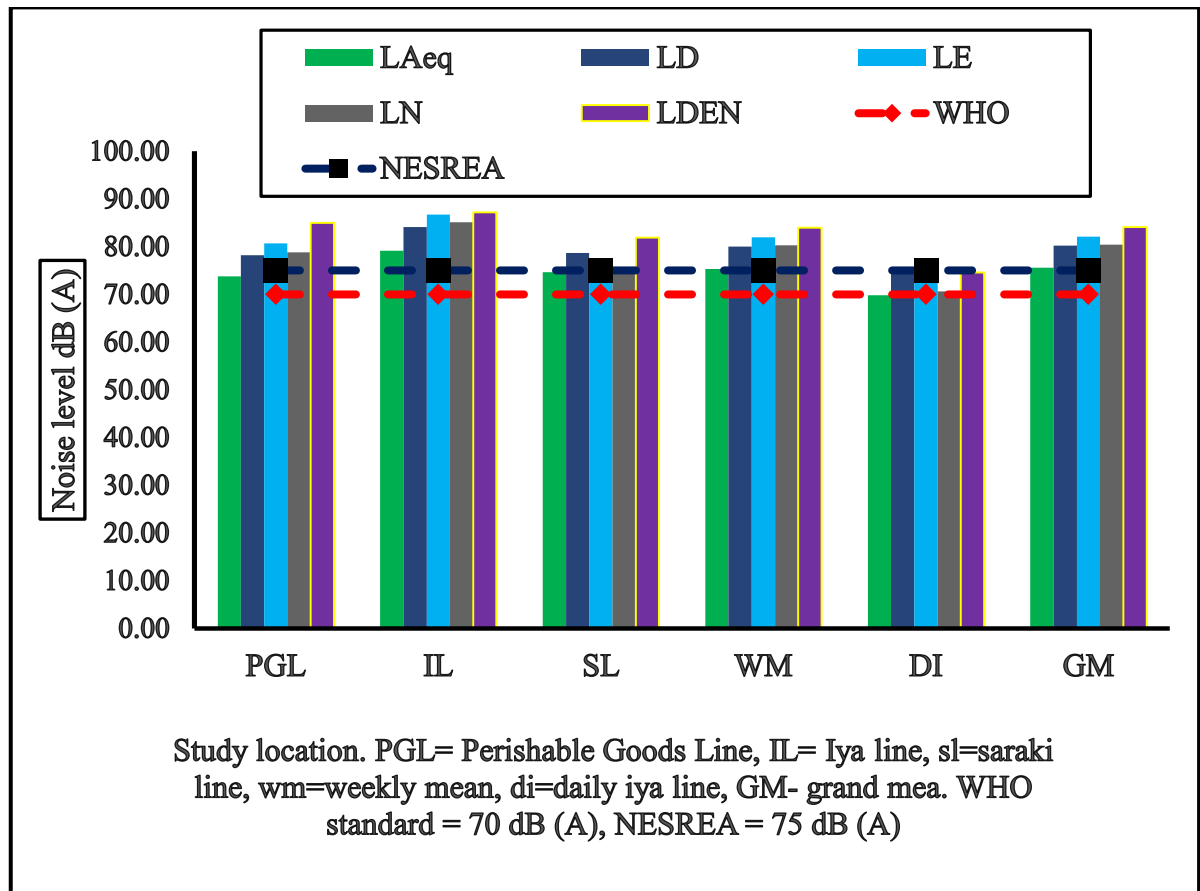 LAeq LD LE
LN LDEN WHO
NESREA
100.00
90.00
80.00
70.00
60.00
50.00
40.00
30.00
20.00
10.00
0.00
Noise level dB (A)
PGL IL SL WM DI GM
Study location. PGL= Perishable Goods Line, IL= Iya line, sl=saraki
line, wm=weekly mean, di=daily iya line, GM- grand mea. WHO
standard = 70 dB (A), NESREA = 75 dB (A)